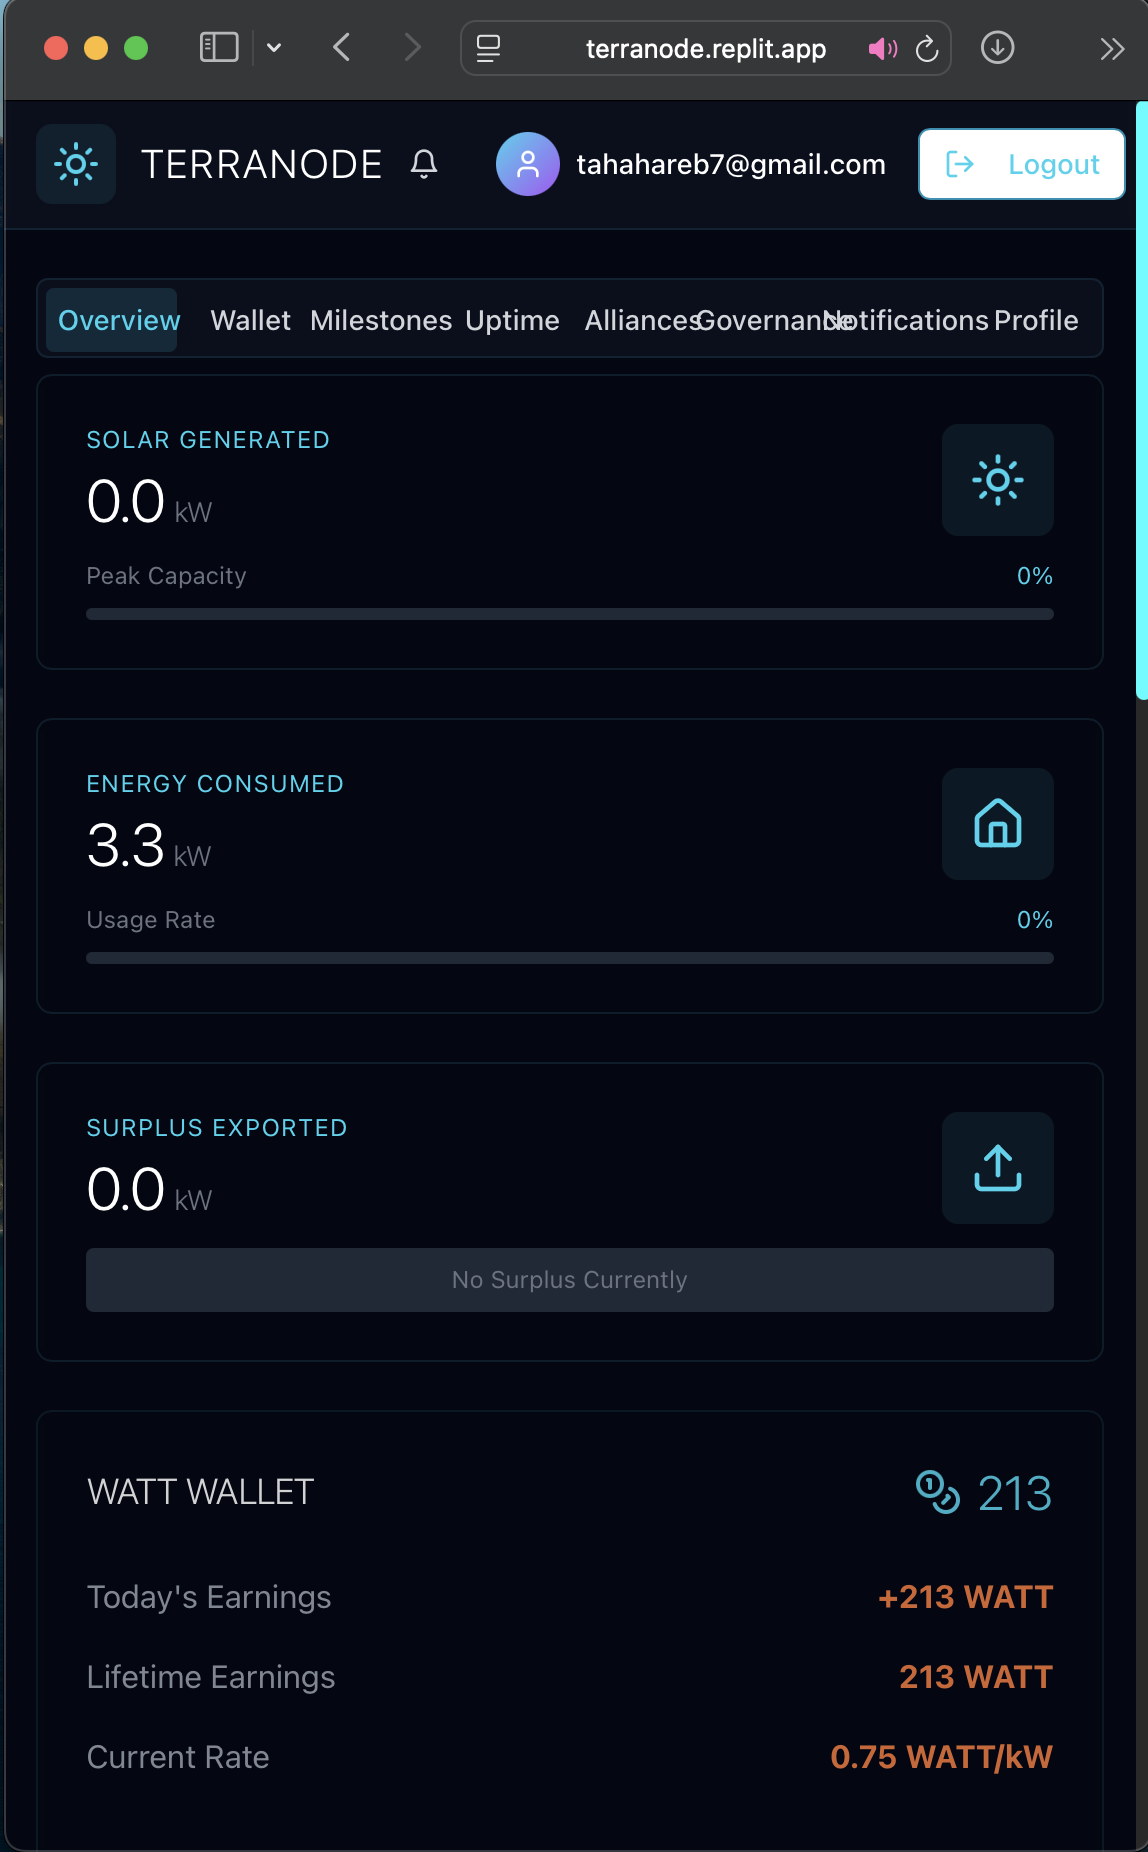 terranode.replit.app
TERRANODE
tahahareb7@gmail.com
Logout
Overview Wallet Milestones Uptime Alliances Governance Notifications Profile
SOLAR GENERATED
0.0 kW
Peak Capacity 0%
ENERGY CONSUMED
3.3 kW
Usage Rate 0%
SURPLUS EXPORTED
0.0 kW
No Surplus Currently
WATT WALLET 213
Today's Earnings +213 WATT
Lifetime Earnings 213 WATT
Current Rate 0.75 WATT/kW